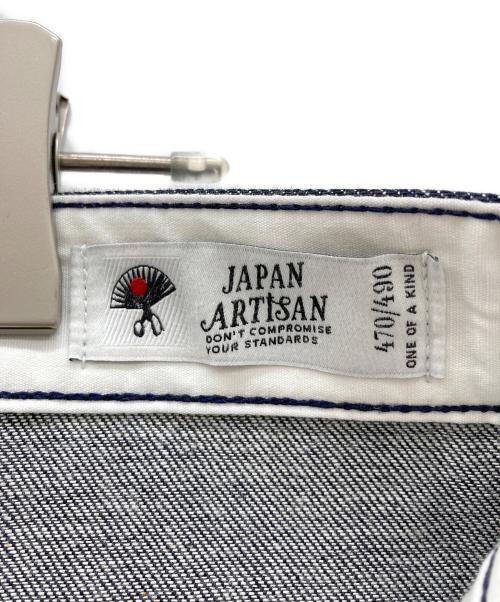 JAPAN
ARTISAN
DON'T COMPROMISE
YOUR STANDARDS
470/490
ONE OF A KIND